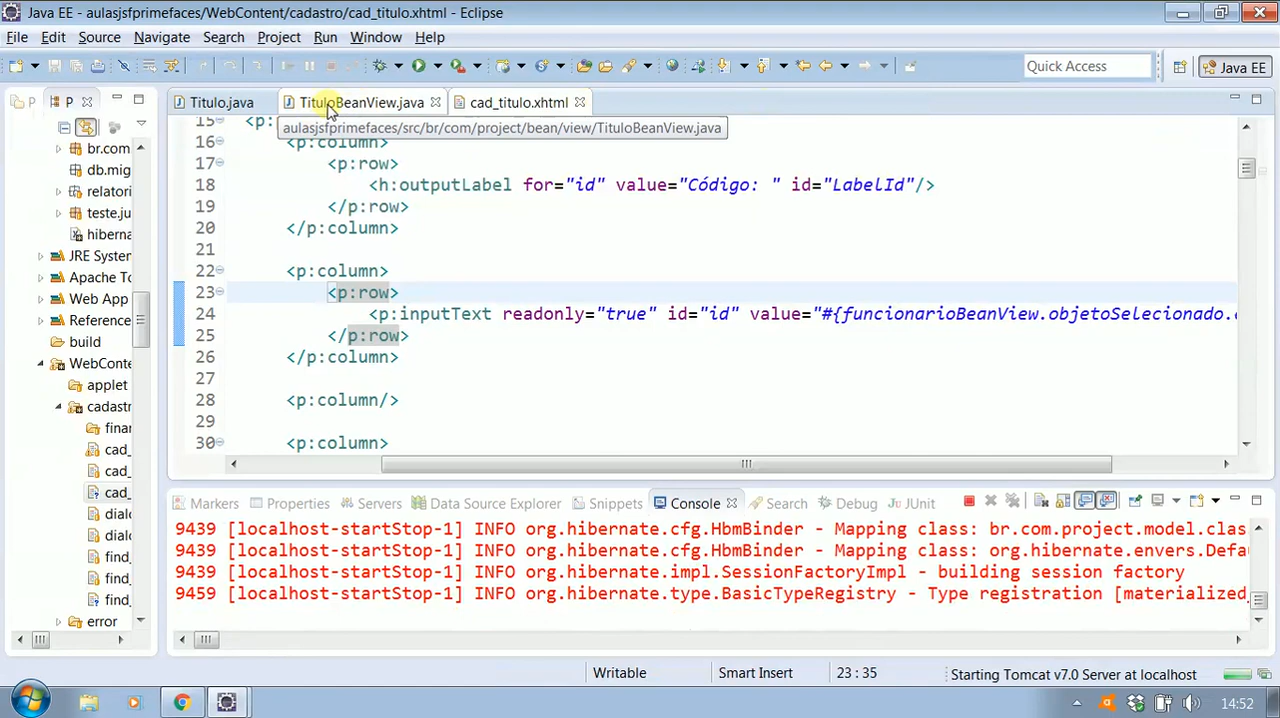 Java EE - aulasjsfprimefaces/WebContent/cadastro/cad_titulo.xhtml - Eclipse
File Edit Source Navigate Search Project Run Window Help
Quick Access
Java EE
P
P
Titulo.java
TituloBeanView.java
cad_titulo.xhtml
aulasjsfprimefaces/src/br/com/project/bean/view/TituloBeanView.java
br.com
db.mig
relatori
teste.ju
hiberna
JRE System
Apache To
Web App
Reference
build
WebConte
applet
cadastro
finar
cad_
cad_
cad_
dialo
dialo
find_
find_
find_
error
15 <p:
16 <p:column>
17 <p:row>
18 <h:outputLabel for="id" value="Código: " id="LabelId"/>
19 </p:row>
20 </p:column>
21
22 <p:column>
23 <p:row>
24 <p:inputText readonly="true" id="id" value="#{funcionarioBeanView.objetoSelecionado.
25 </p:row>
26 </p:column>
27
28 <p:column/>
29
30 <p:column>
Markers Properties Servers Data Source Explorer Snippets Console Search Debug JUnit
9439 [localhost-startStop-1] INFO org.hibernate.cfg.HbmBinder - Mapping class: br.com.project.model.clas
9439 [localhost-startStop-1] INFO org.hibernate.cfg.HbmBinder - Mapping class: org.hibernate.envers.Defa
9439 [localhost-startStop-1] INFO org.hibernate.impl.SessionFactoryImpl - building session factory
9459 [localhost-startStop-1] INFO org.hibernate.type.BasicTypeRegistry - Type registration [materialized_
Writable
Smart Insert
23 : 35
Starting Tomcat v7.0 Server at localhost
14:52